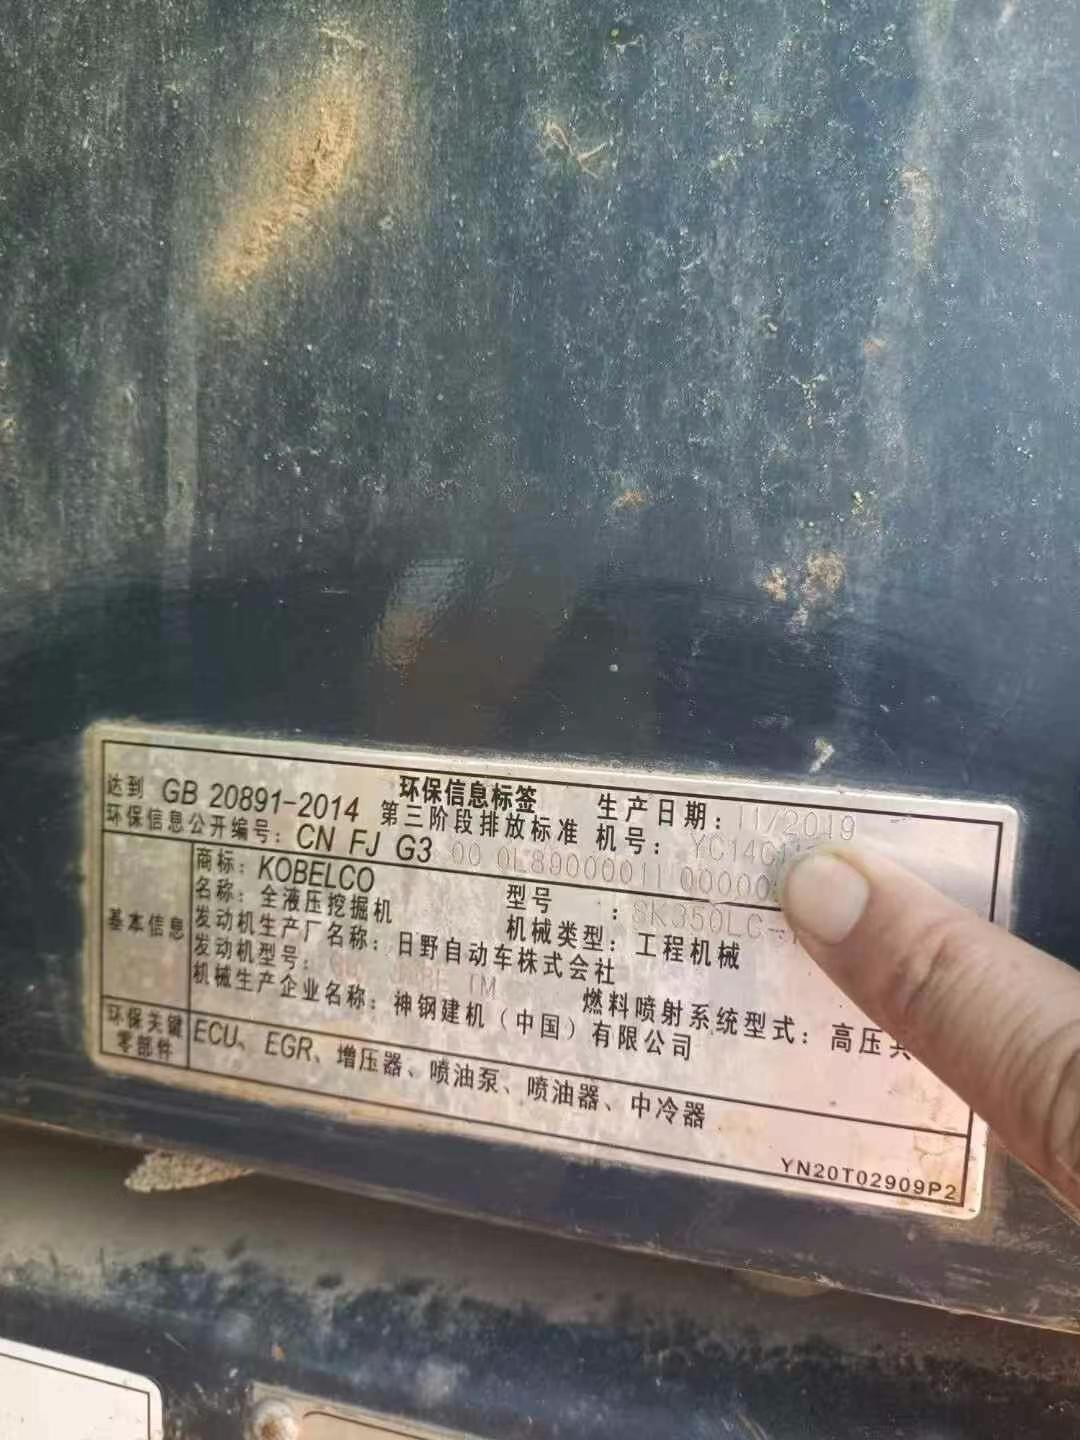 环保信息标签
达到 GB 20891-2014 第三阶段排放标准 生产日期: 11/2019
环保信息公开编号: CN FJ G3 00 0L89000011 机号: YC14C
基本信息
商标: KOBELCO 型号 : SK350LC
名称: 全液压挖掘机 机械类型: 工程机械
发动机生产厂名称: 日野自动车株式会社
发动机型号: TM 燃料喷射系统型式: 高压
机械生产企业名称: 神钢建机(中国)有限公司
环保关键零部件
ECU、EGR、增压器、喷油泵、喷油器、中冷器
YN20T02909P2